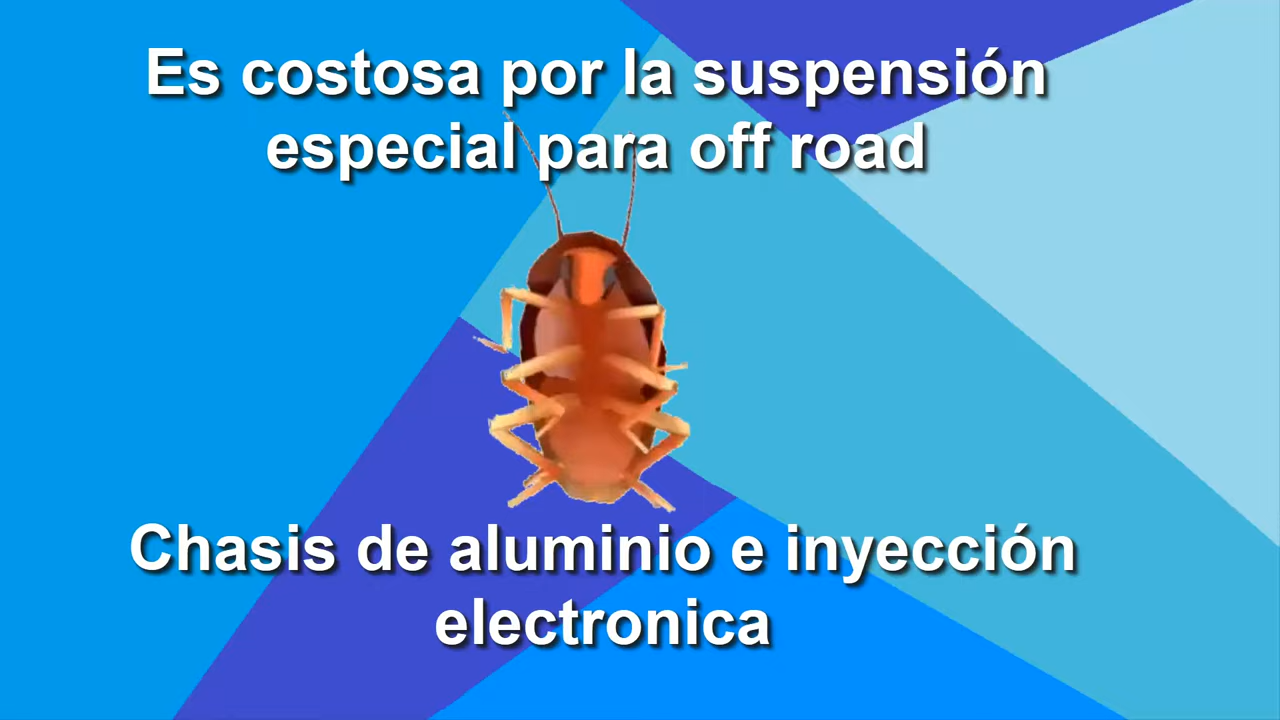 Es costosa por la suspensión
especial para off road
Chasis de aluminio e inyección
electronica